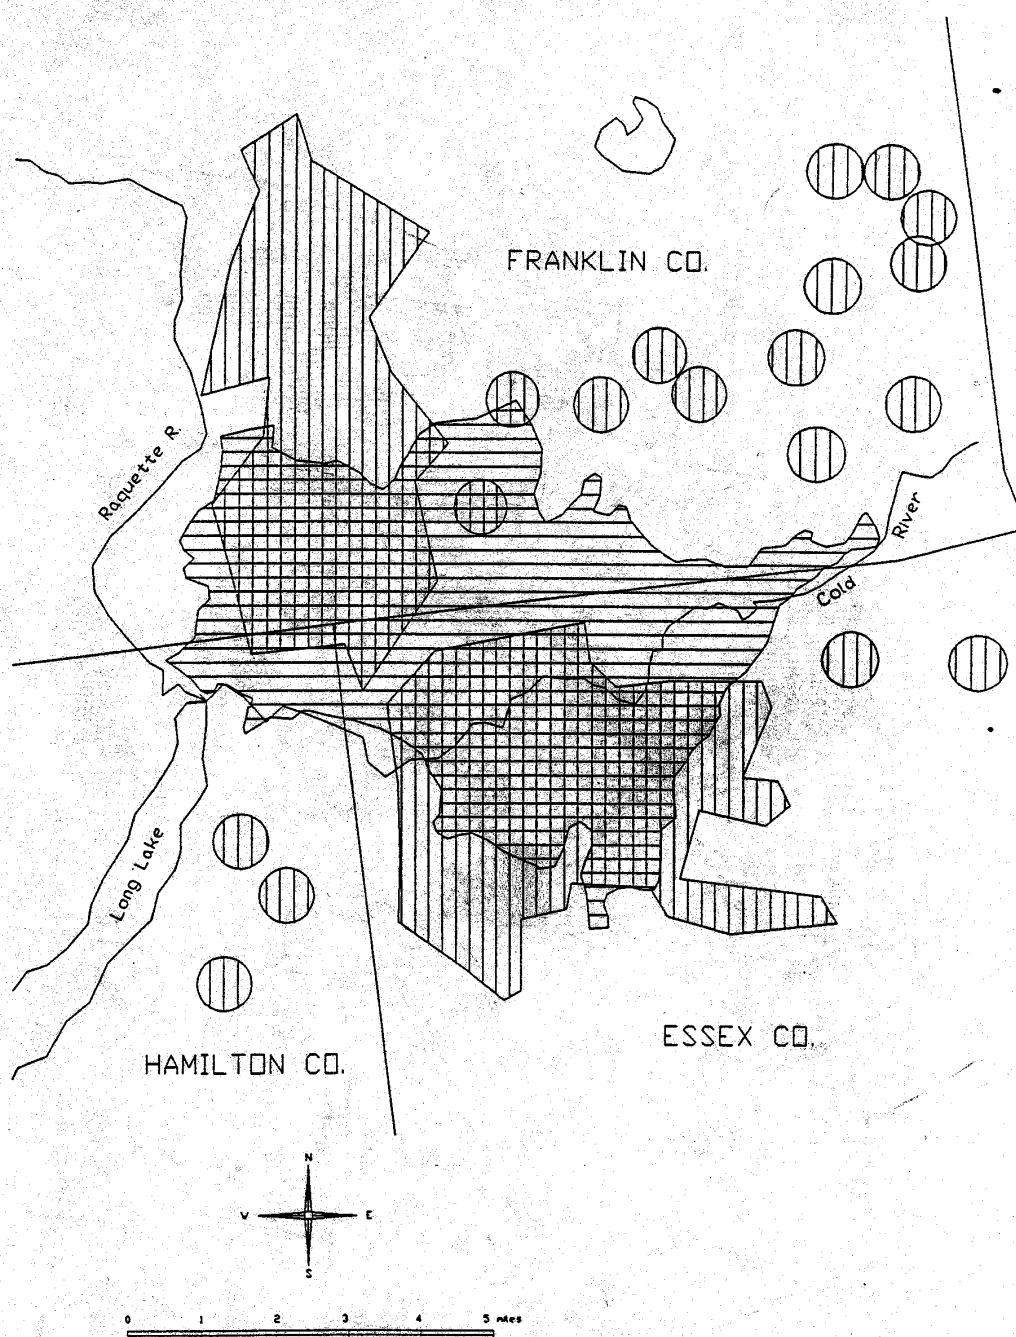 FRANKLIN CO.
Raquette R.
River
Cold
Long Lake
ESSEX CO.
HAMILTON CO.
N
W E
S
0 1 2 3 4 5 miles